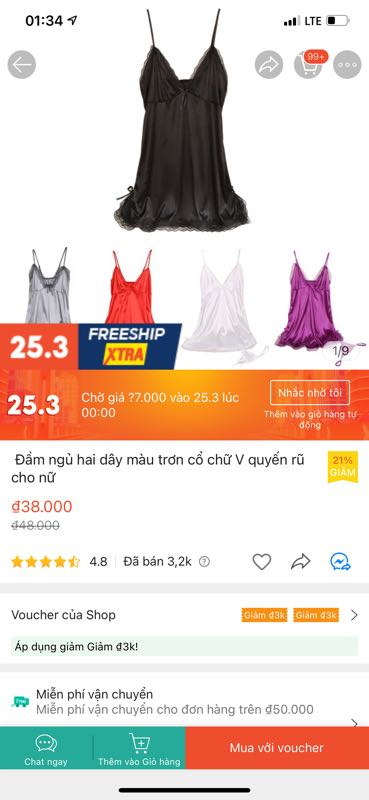 01:34
LTE
99+
1/9
25.3
FREESHIP
XTRA
25.3
Chờ giá ?7.000 vào 25.3 lúc
00:00
Nhắc nhở tôi
Thêm vào giỏ hàng tự
động
Đầm ngủ hai dây màu trơn cổ chữ V quyến rũ
cho nữ
21%
GIẢM
₫38.000
₫48.000
4.8
Đã bán 3,2k
?
Voucher của Shop
Giảm ₫3k
Giảm ₫3k
Áp dụng giảm Giảm ₫3k!
Miễn phí vận chuyển
Miễn phí vận chuyển cho đơn hàng trên ₫50.000
Chat ngay
Thêm vào Giỏ hàng
Mua với voucher